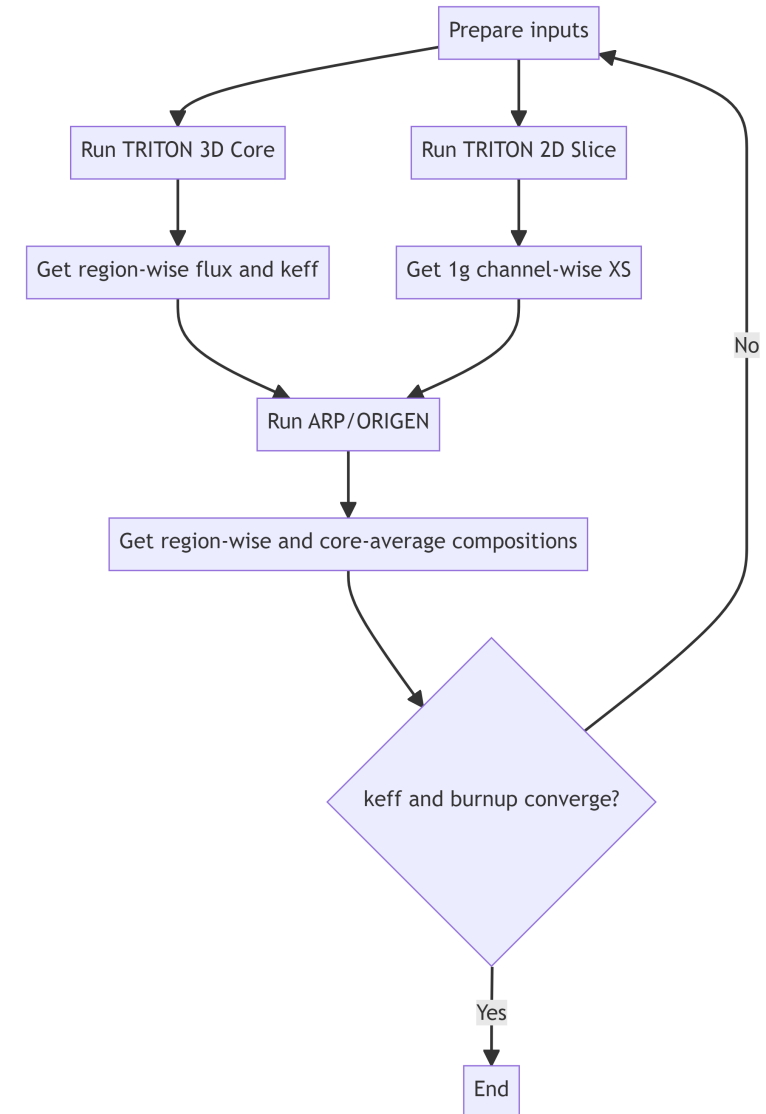 Prepare inputs
Run TRITON 3D Core
Run TRITON 2D Slice
Get region-wise flux and keff
Get 1g channel-wise XS
No
Run ARP/ORIGEN
Get region-wise and core-average compositions
keff and burnup converge?
Yes
End